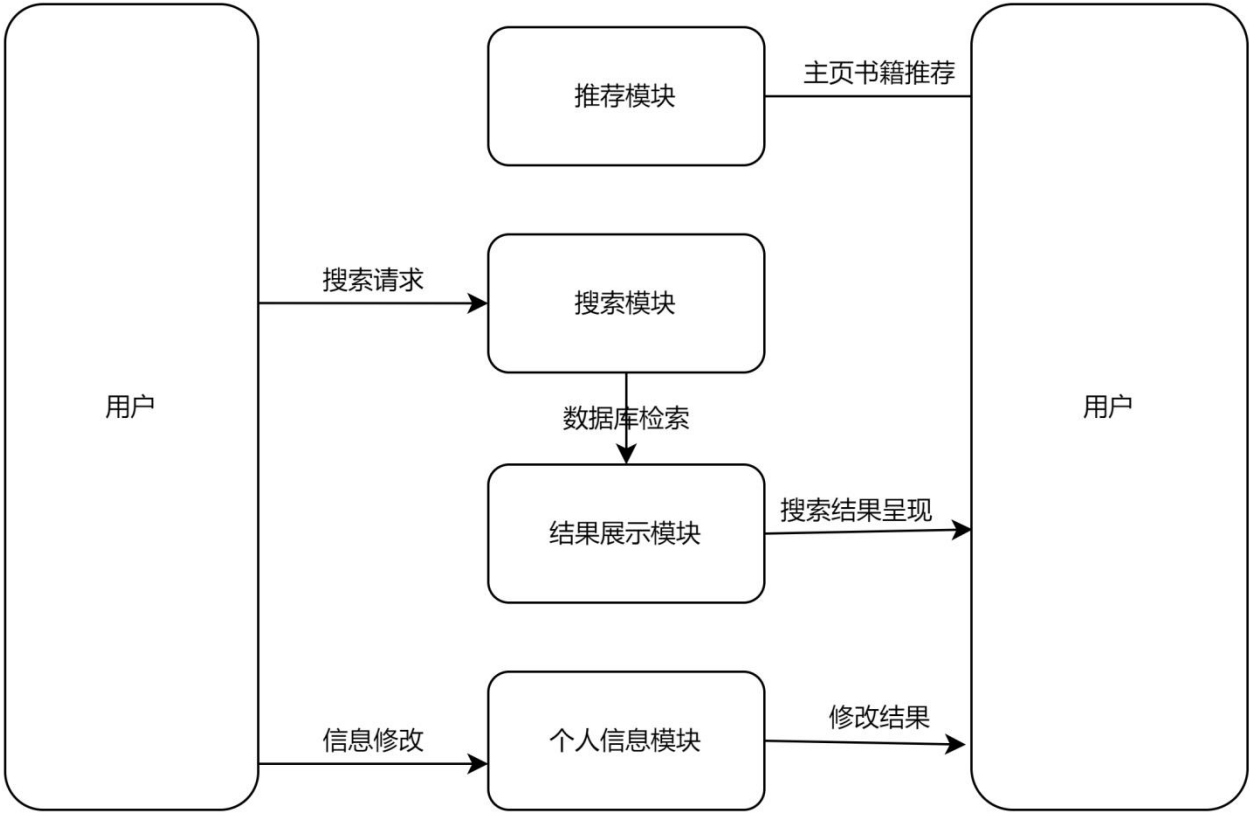 推荐模块
主页书籍推荐
搜索请求
搜索模块
用户
用户
数据库检索
结果展示模块
搜索结果呈现
信息修改
个人信息模块
修改结果